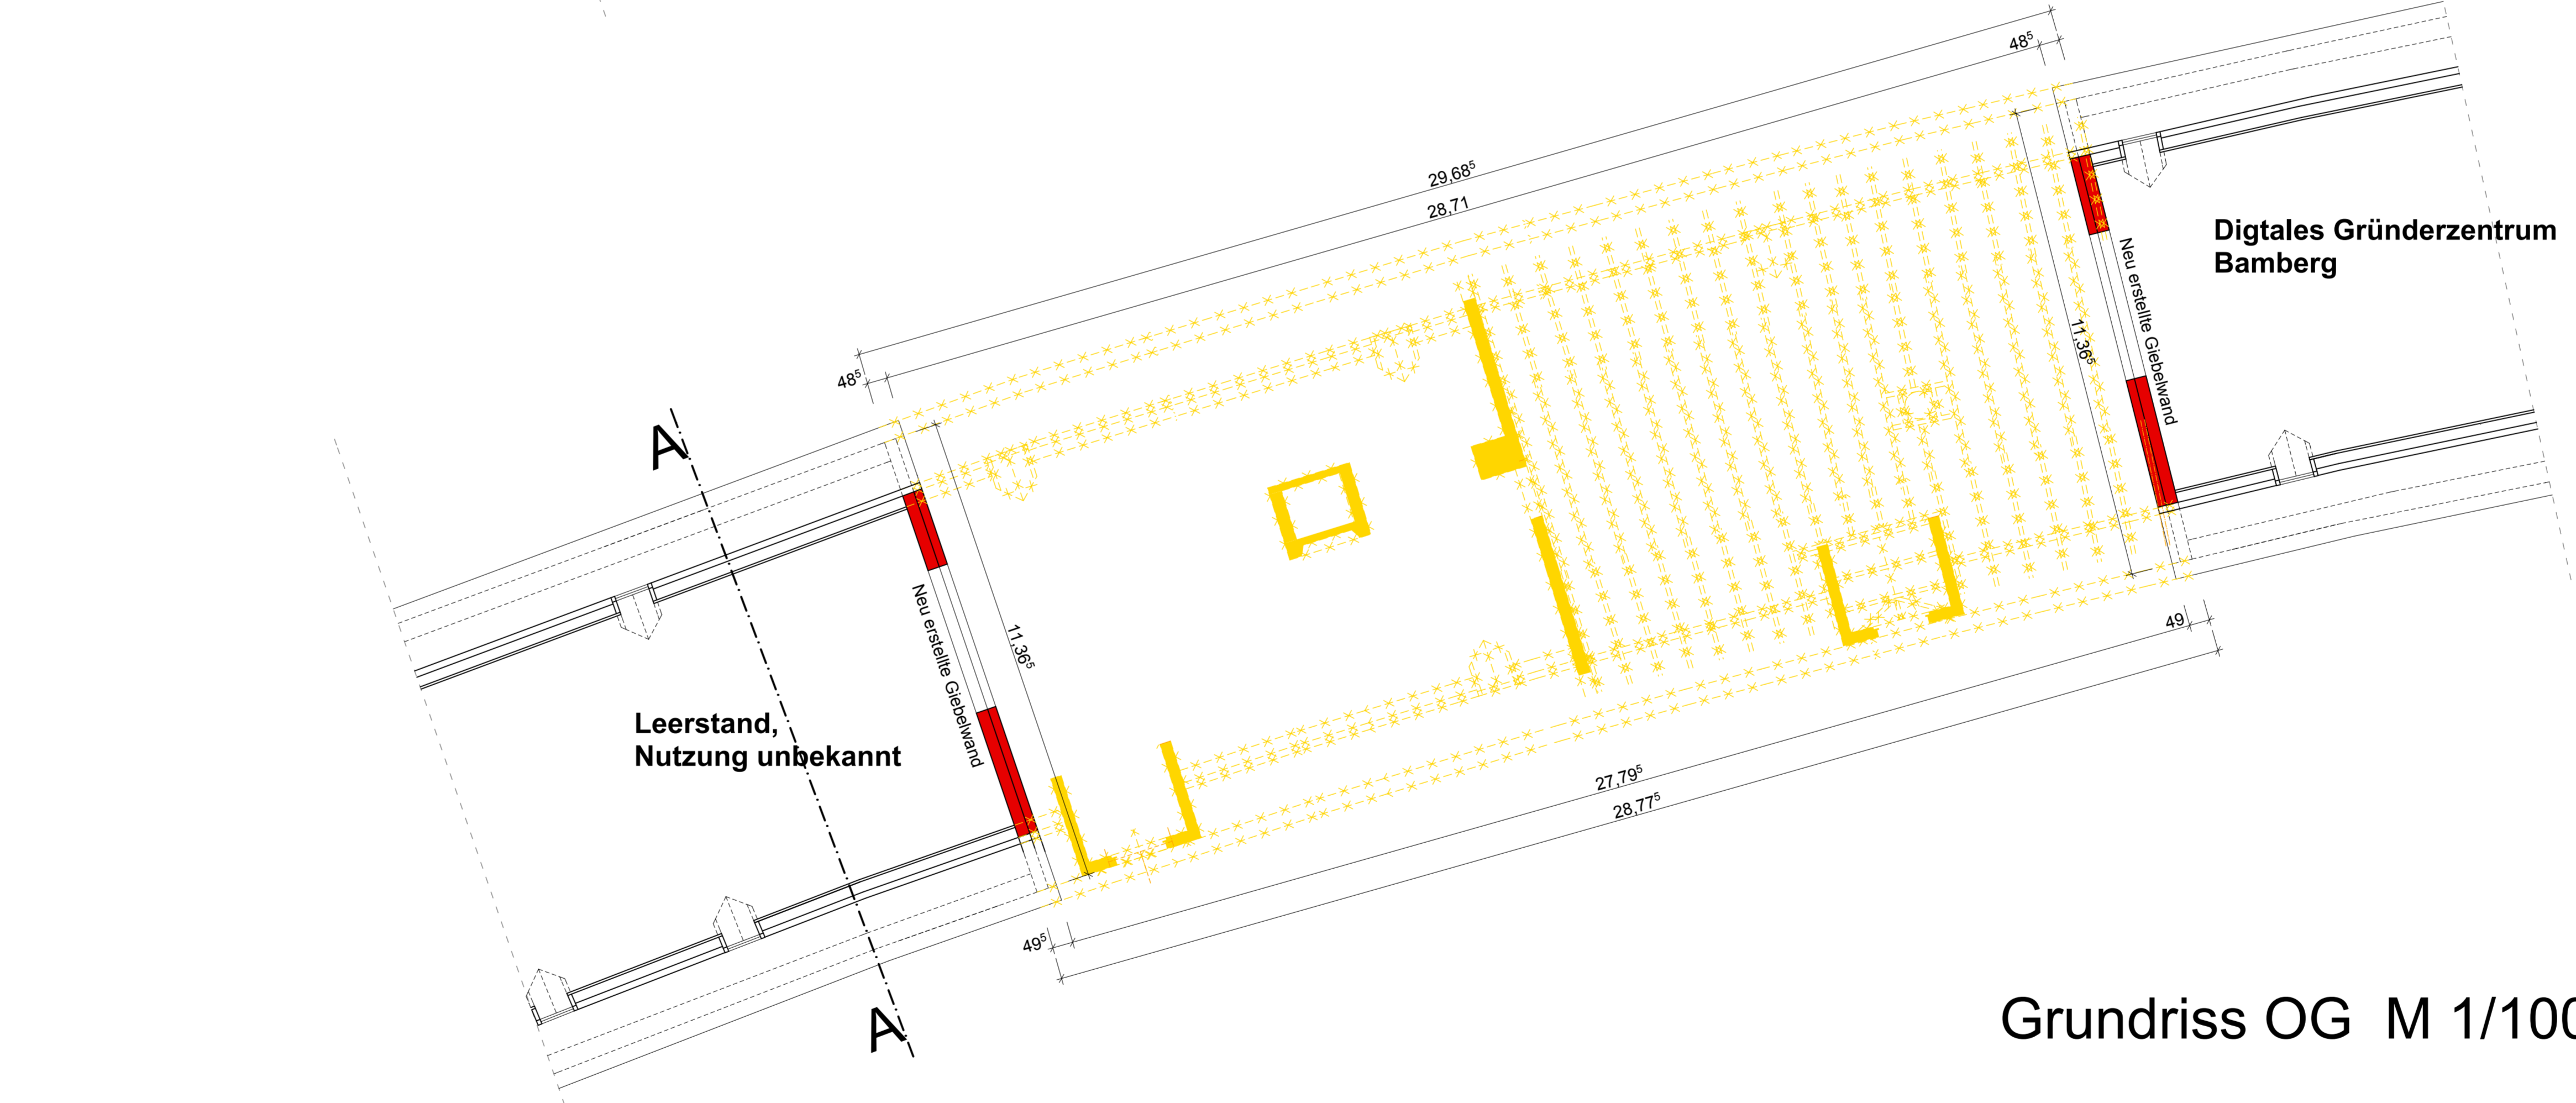 48⁵
29,68⁵
28,71
Digtales Gründerzentrum
Bamberg
Neu erstellte Giebelwand
11,36⁵
48⁵
A
Neu erstellte Giebelwand
11,36⁵
Leerstand,
Nutzung unbekannt
49
27,79⁵
28,77⁵
49⁵
A
Grundriss OG M 1/100